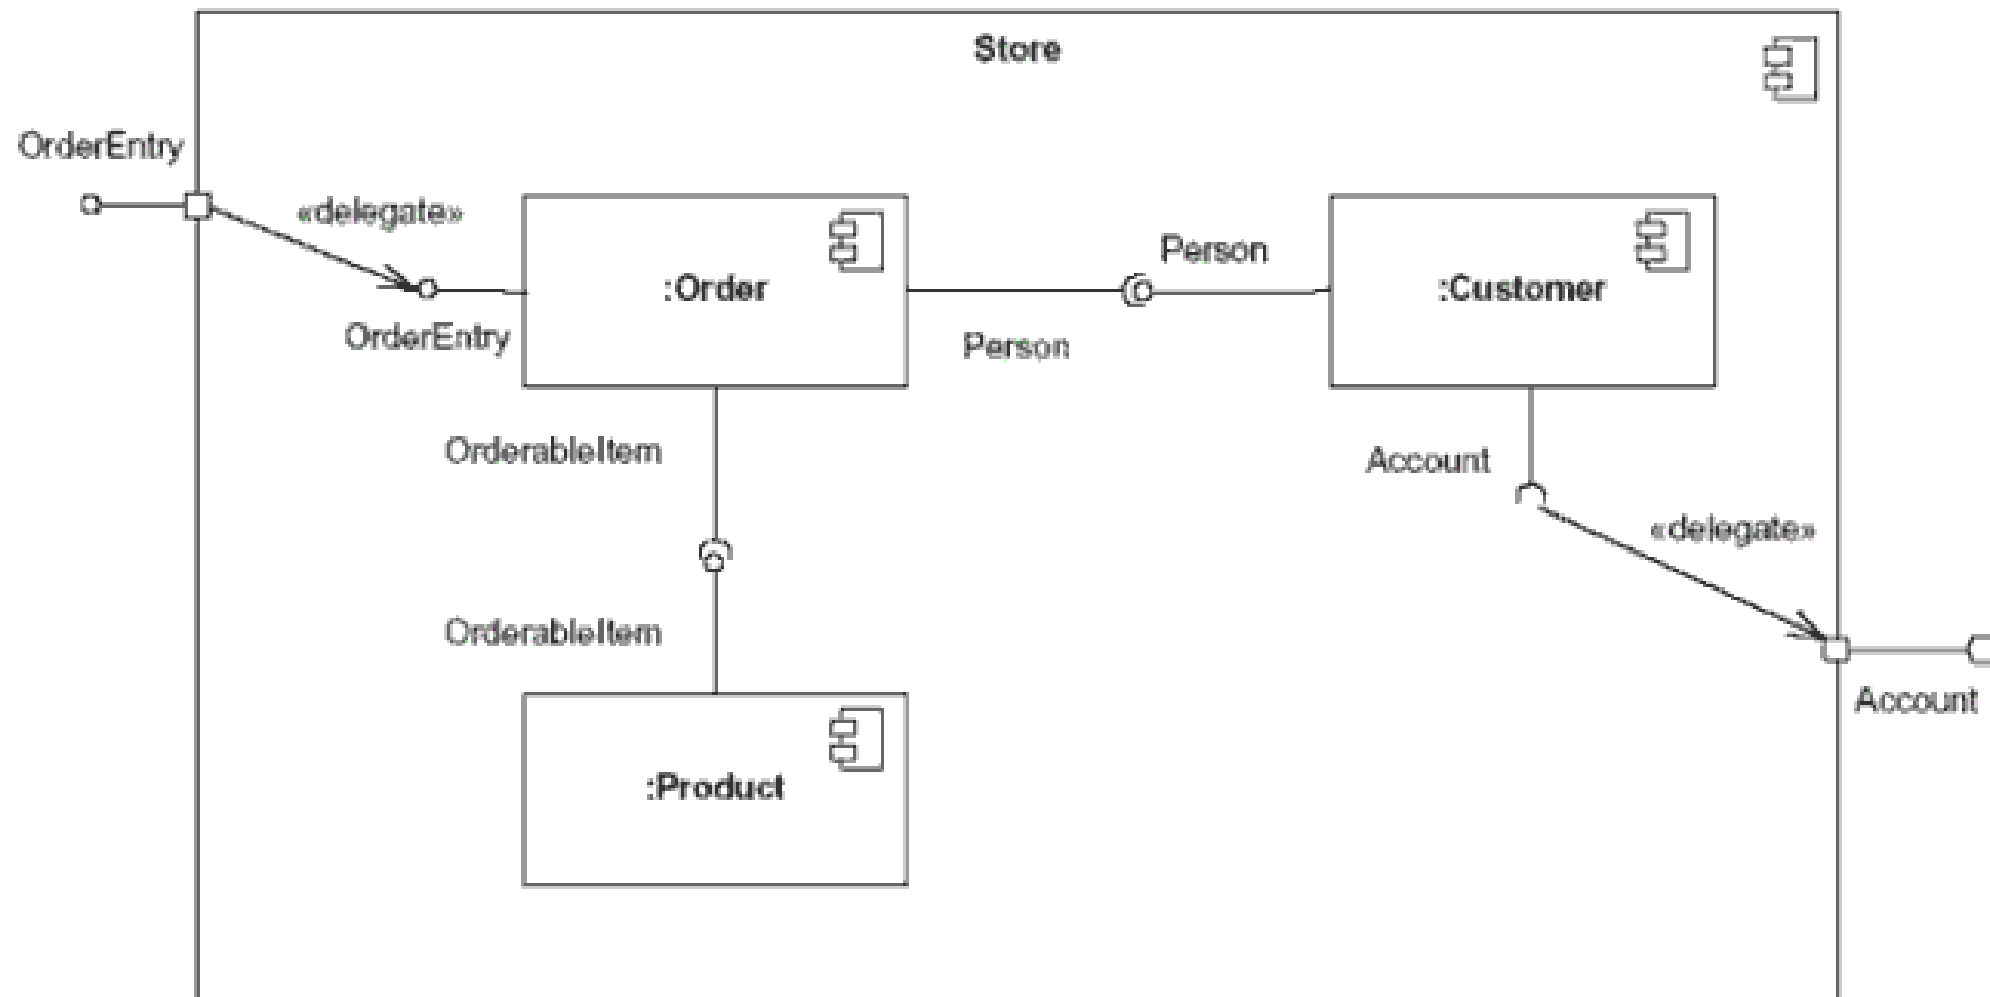 Store
OrderEntry
«delegate»
:Order
OrderEntry
Person
Person
:Customer
OrderableItem
Account
«delegate»
OrderableItem
Account
:Product